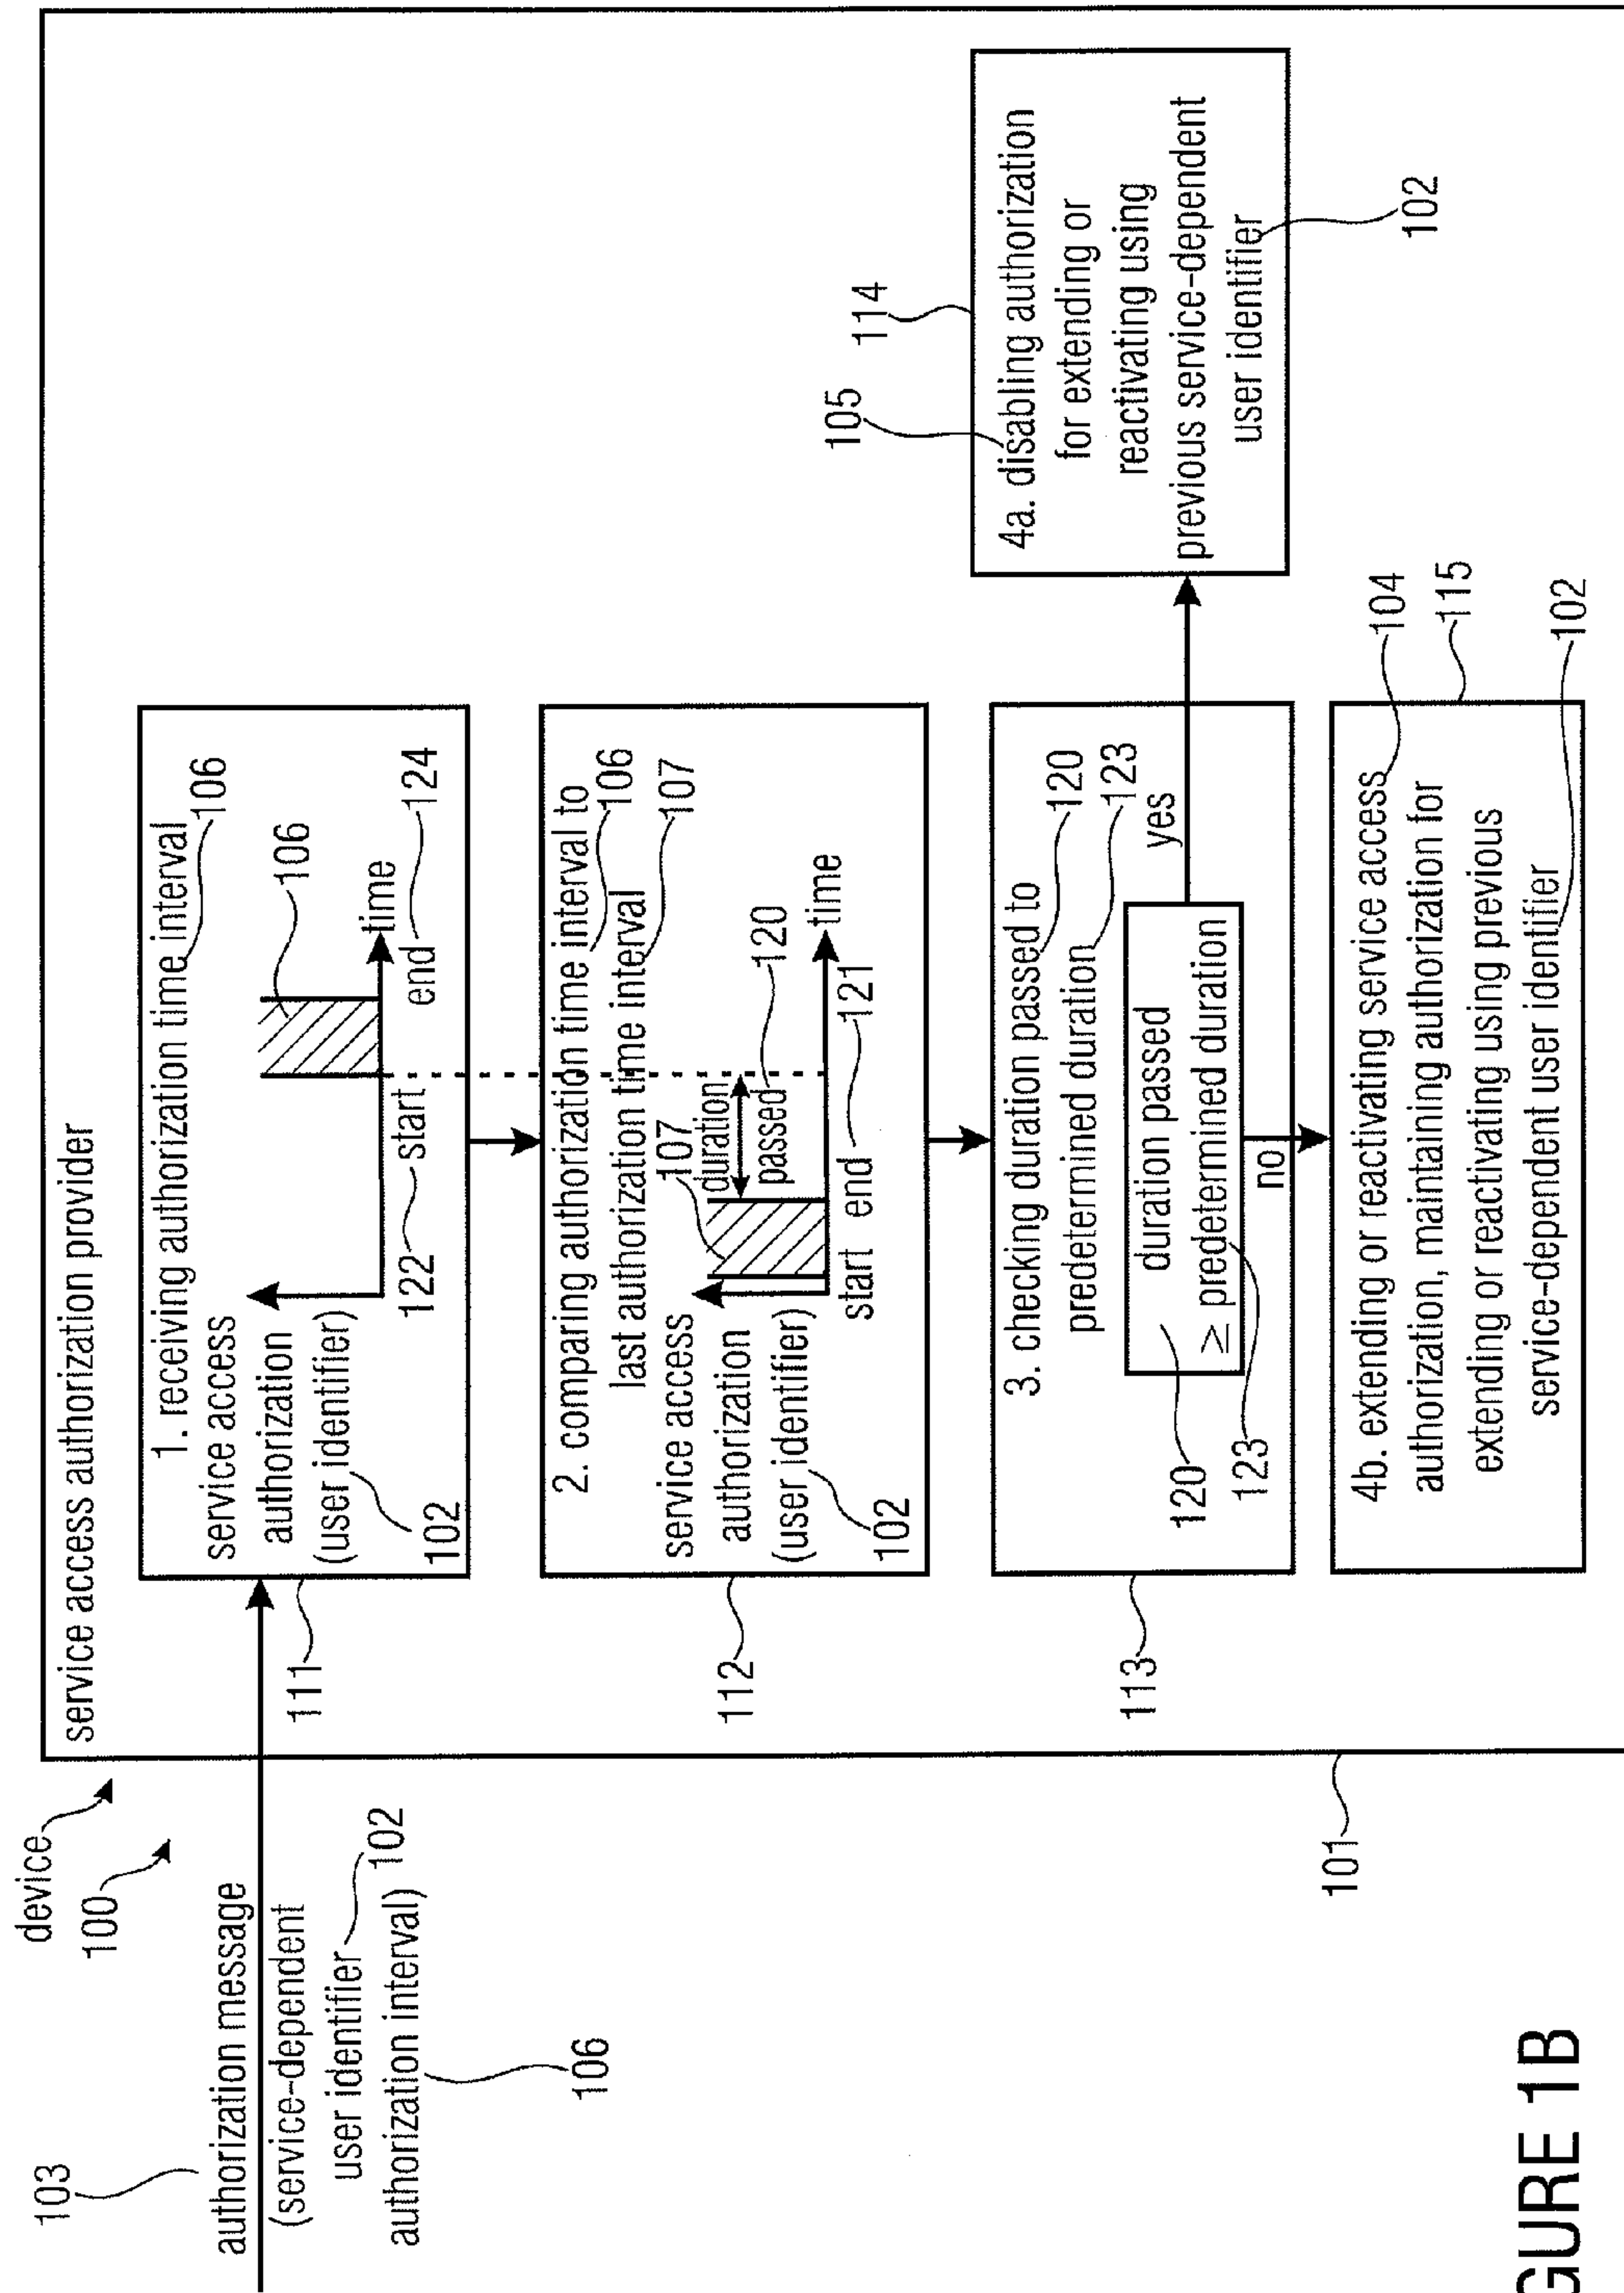 device
100
103
authorization message
(service-dependent
user identifier
102
authorization interval)
106
101
service access authorization provider
111
1. receiving authorization time interval
106
service access
authorization
(user identifier)
102
106
time
122
start
end
124
112
2. comparing authorization time interval to
106
last authorization time interval
107
service access
authorization
(user identifier)
102
107
duration
passed
120
time
start
end
121
113
3. checking duration passed to
120
predetermined duration
123
duration passed
≥ predetermined duration
120
123
yes
no
105
114
4a. disabling authorization
for extending or
reactivating using
previous service-dependent
user identifier
102
4b. extending or reactivating service access
104
authorization, maintaining authorization for
115
extending or reactivating using previous
service-dependent user identifier
102
GURE 1B